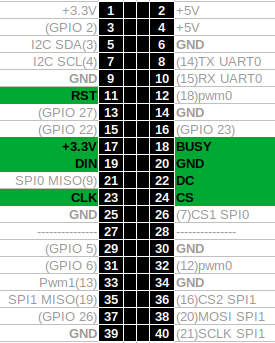 +3.3V 1 2 +5V
(GPIO 2) 3 4 +5V
I2C SDA(3) 5 6 GND
I2C SCL(4) 7 8 (14)TX UART0
GND 9 10 (15)RX UART0
RST 11 12 (18)pwm0
(GPIO 27) 13 14 GND
(GPIO 22) 15 16 (GPIO 23)
+3.3V 17 18 BUSY
DIN 19 20 GND
SPI0 MISO(9) 21 22 DC
CLK 23 24 CS
GND 25 26 (7)CS1 SPI0
--------------- 27 28 ---------------
(GPIO 5) 29 30 GND
(GPIO 6) 31 32 (12)pwm0
Pwm1(13) 33 34 GND
SPI1 MISO(19) 35 36 (16)CS2 SPI1
(GPIO 26) 37 38 (20)MOSI SPI1
GND 39 40 (21)SCLK SPI1